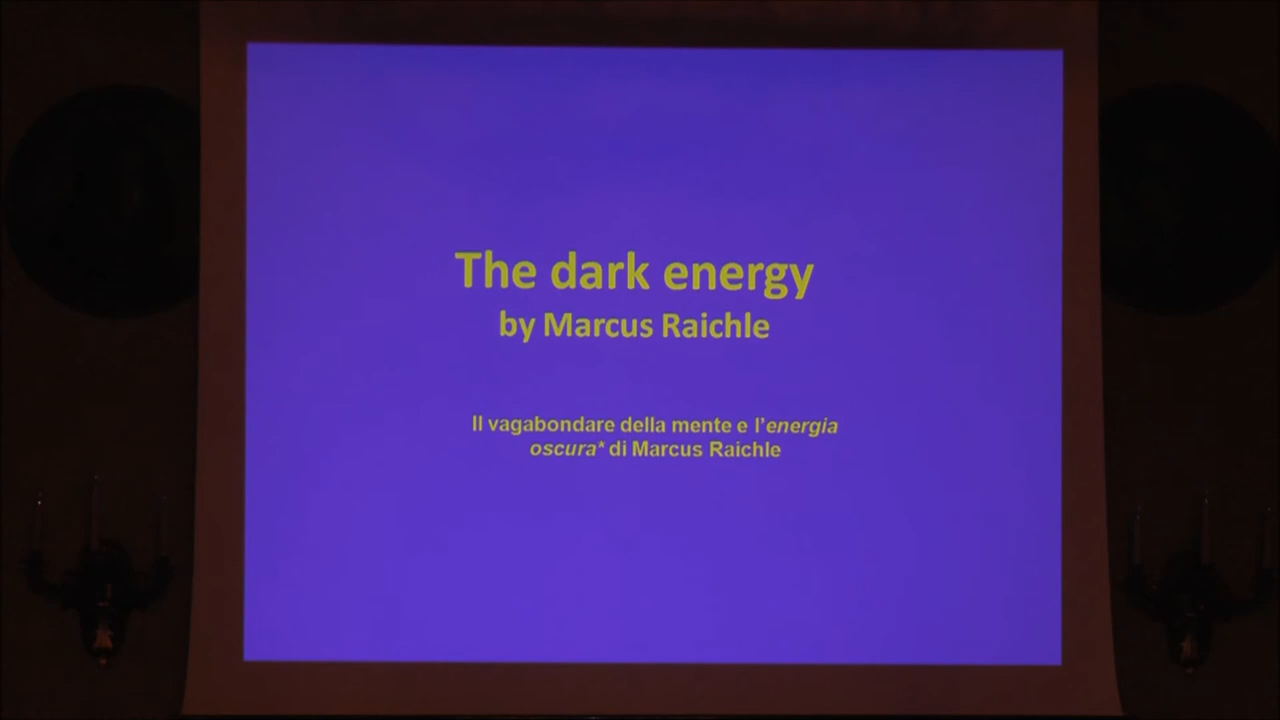 The dark energy
by Marcus Raichle
Il vagabondare della mente e l’energia
oscura* di Marcus Raichle